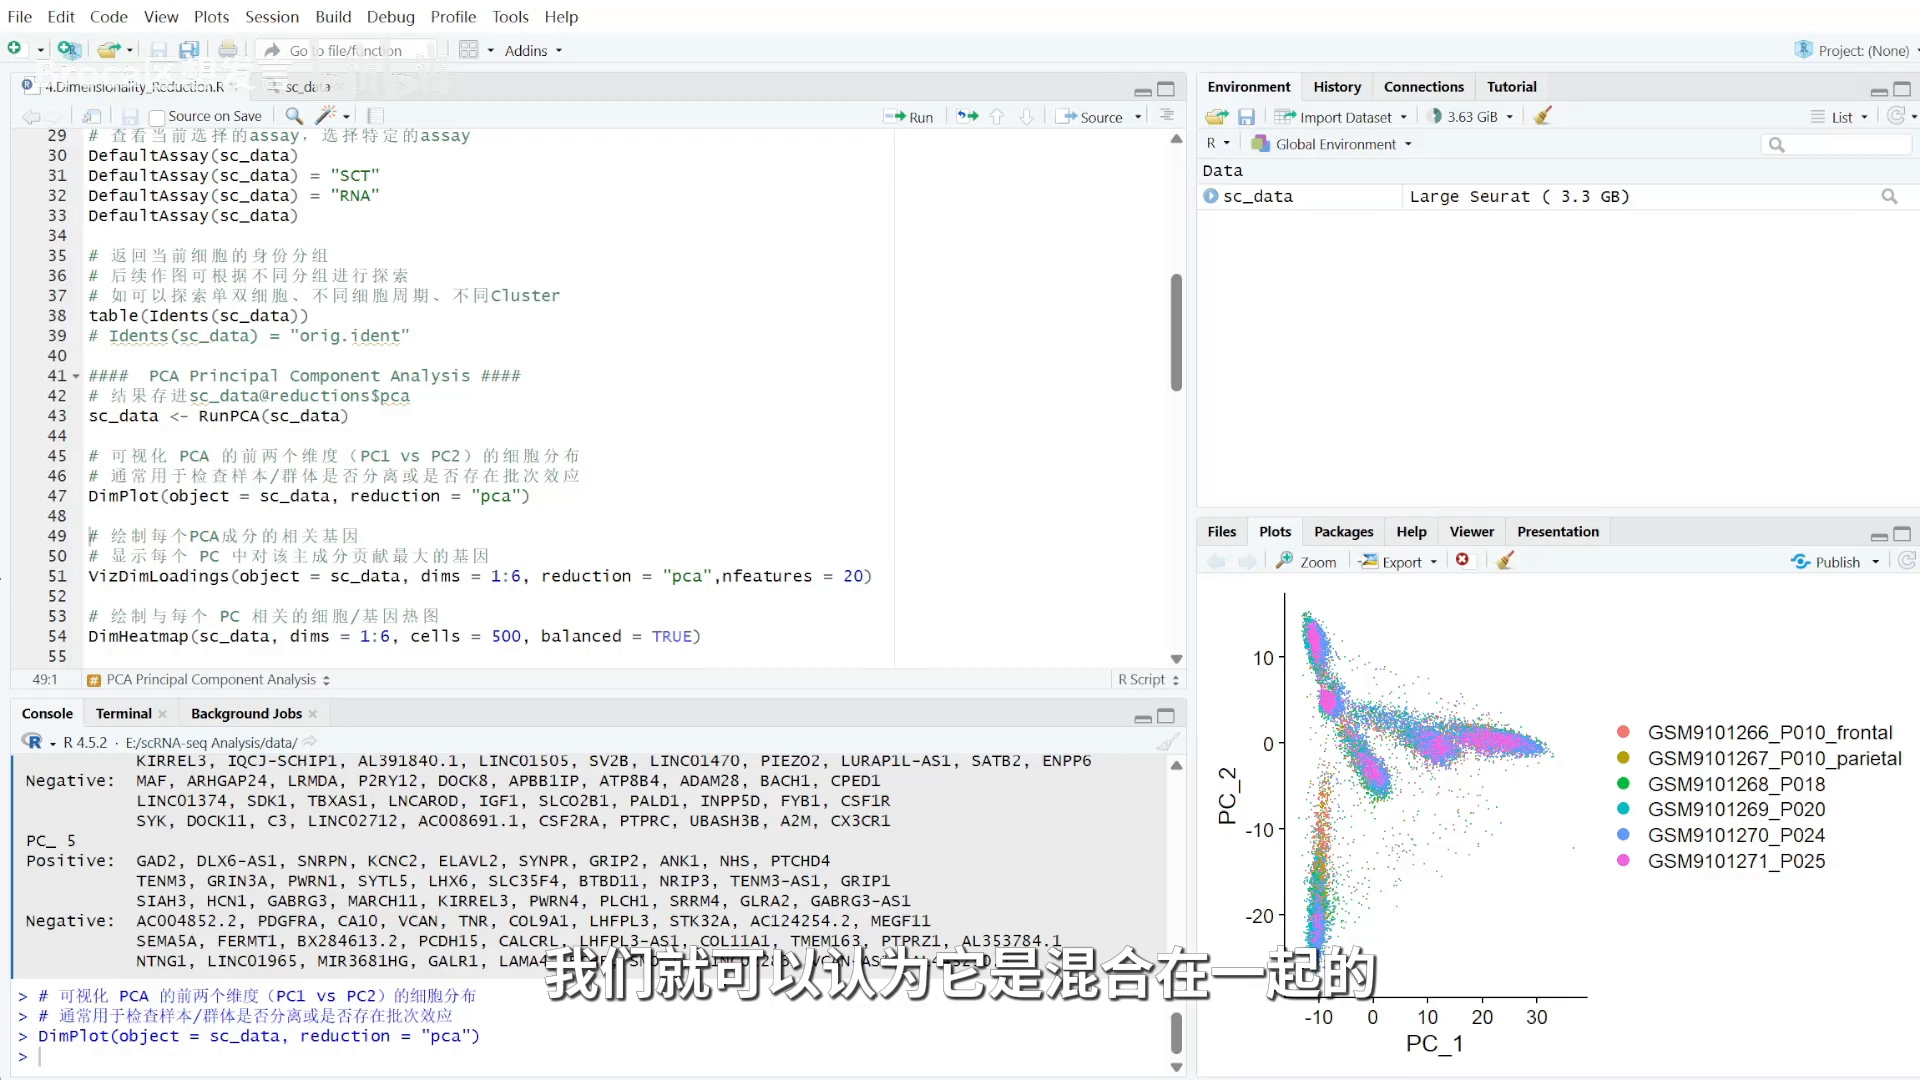 File Edit Code View Plots Session Build Debug Profile Tools Help
Go to file/function Addins Project: (None)
4.Dimensionality_Reduction.R sc_data
Source on Save Run Source
29 # 查看当前选择的assay，选择特定的assay
30 DefaultAssay(sc_data)
31 DefaultAssay(sc_data) = "SCT"
32 DefaultAssay(sc_data) = "RNA"
33 DefaultAssay(sc_data)
34
35 # 返回当前细胞的身份分组
36 # 后续作图可根据不同分组进行探索
37 # 如可以探索单双细胞、不同细胞周期、不同Cluster
38 table(Idents(sc_data))
39 # Idents(sc_data) = "orig.ident"
40
41 #### PCA Principal Component Analysis ####
42 # 结果存进sc_data@reductions$pca
43 sc_data <- RunPCA(sc_data)
44
45 # 可视化 PCA 的前两个维度（PC1 vs PC2）的细胞分布
46 # 通常用于检查样本/群体是否分离或是否存在批次效应
47 DimPlot(object = sc_data, reduction = "pca")
48
49 # 绘制每个PCA成分的相关基因
50 # 显示每个 PC 中对该主成分贡献最大的基因
51 VizDimLoadings(object = sc_data, dims = 1:6, reduction = "pca",nfeatures = 20)
52
53 # 绘制与每个 PC 相关的细胞/基因热图
54 DimHeatmap(sc_data, dims = 1:6, cells = 500, balanced = TRUE)
55
49:1 PCA Principal Component Analysis R Script
Console Terminal Background Jobs
R 4.5.2 · E:/scRNA-seq Analysis/data/
KIRREL3, IQCJ-SCHIP1, AL391840.1, LINC01505, SV2B, LINC01470, PIEZO2, LURAP1L-AS1, SATB2, ENPP6
Negative: MAF, ARHGAP24, LRMDA, P2RY12, DOCK8, APBB1IP, ATP8B4, ADAM28, BACH1, CPED1
LINC01374, SDK1, TBXAS1, LNCAROD, IGF1, SLCO2B1, PALD1, INPP5D, FYB1, CSF1R
SYK, DOCK11, C3, LINC02712, AC008691.1, CSF2RA, PTPRC, UBASH3B, A2M, CX3CR1
PC_ 5
Positive: GAD2, DLX6-AS1, SNRPN, KCNC2, ELAVL2, SYNPR, GRIP2, ANK1, NHS, PTCHD4
TENM3, GRIN3A, PWRN1, SYTL5, LHX6, SLC35F4, BTBD11, NRIP3, TENM3-AS1, GRIP1
SIAH3, HCN1, GABRG3, MARCH11, KIRREL3, PWRN4, PLCH1, SRRM4, GLRA2, GABRG3-AS1
Negative: AC004852.2, PDGFRA, CA10, VCAN, TNR, COL9A1, LHFPL3, STK32A, AC124254.2, MEGF11
SEMA5A, FERMT1, BX284613.2, PCDH15, CALCRL, LHFPL3-AS1, COL11A1, TMEM163, PTPRZ1, AL353784.1
NTNG1, LINC01965, MIR3681HG, GALR1, LAMA4
> # 可视化 PCA 的前两个维度（PC1 vs PC2）的细胞分布
> # 通常用于检查样本/群体是否分离或是否存在批次效应
> DimPlot(object = sc_data, reduction = "pca")
>
Environment History Connections Tutorial
Import Dataset 3.63 GiB List
R Global Environment
Data
sc_data Large Seurat ( 3.3 GB)
Files Plots Packages Help Viewer Presentation
Zoom Export Publish
10
0
-10
-20
PC_2
-10 0 10 20 30
PC_1
GSM9101266_P010_frontal
GSM9101267_P010_parietal
GSM9101268_P018
GSM9101269_P020
GSM9101270_P024
GSM9101271_P025
我们就可以认为它是混合在一起的